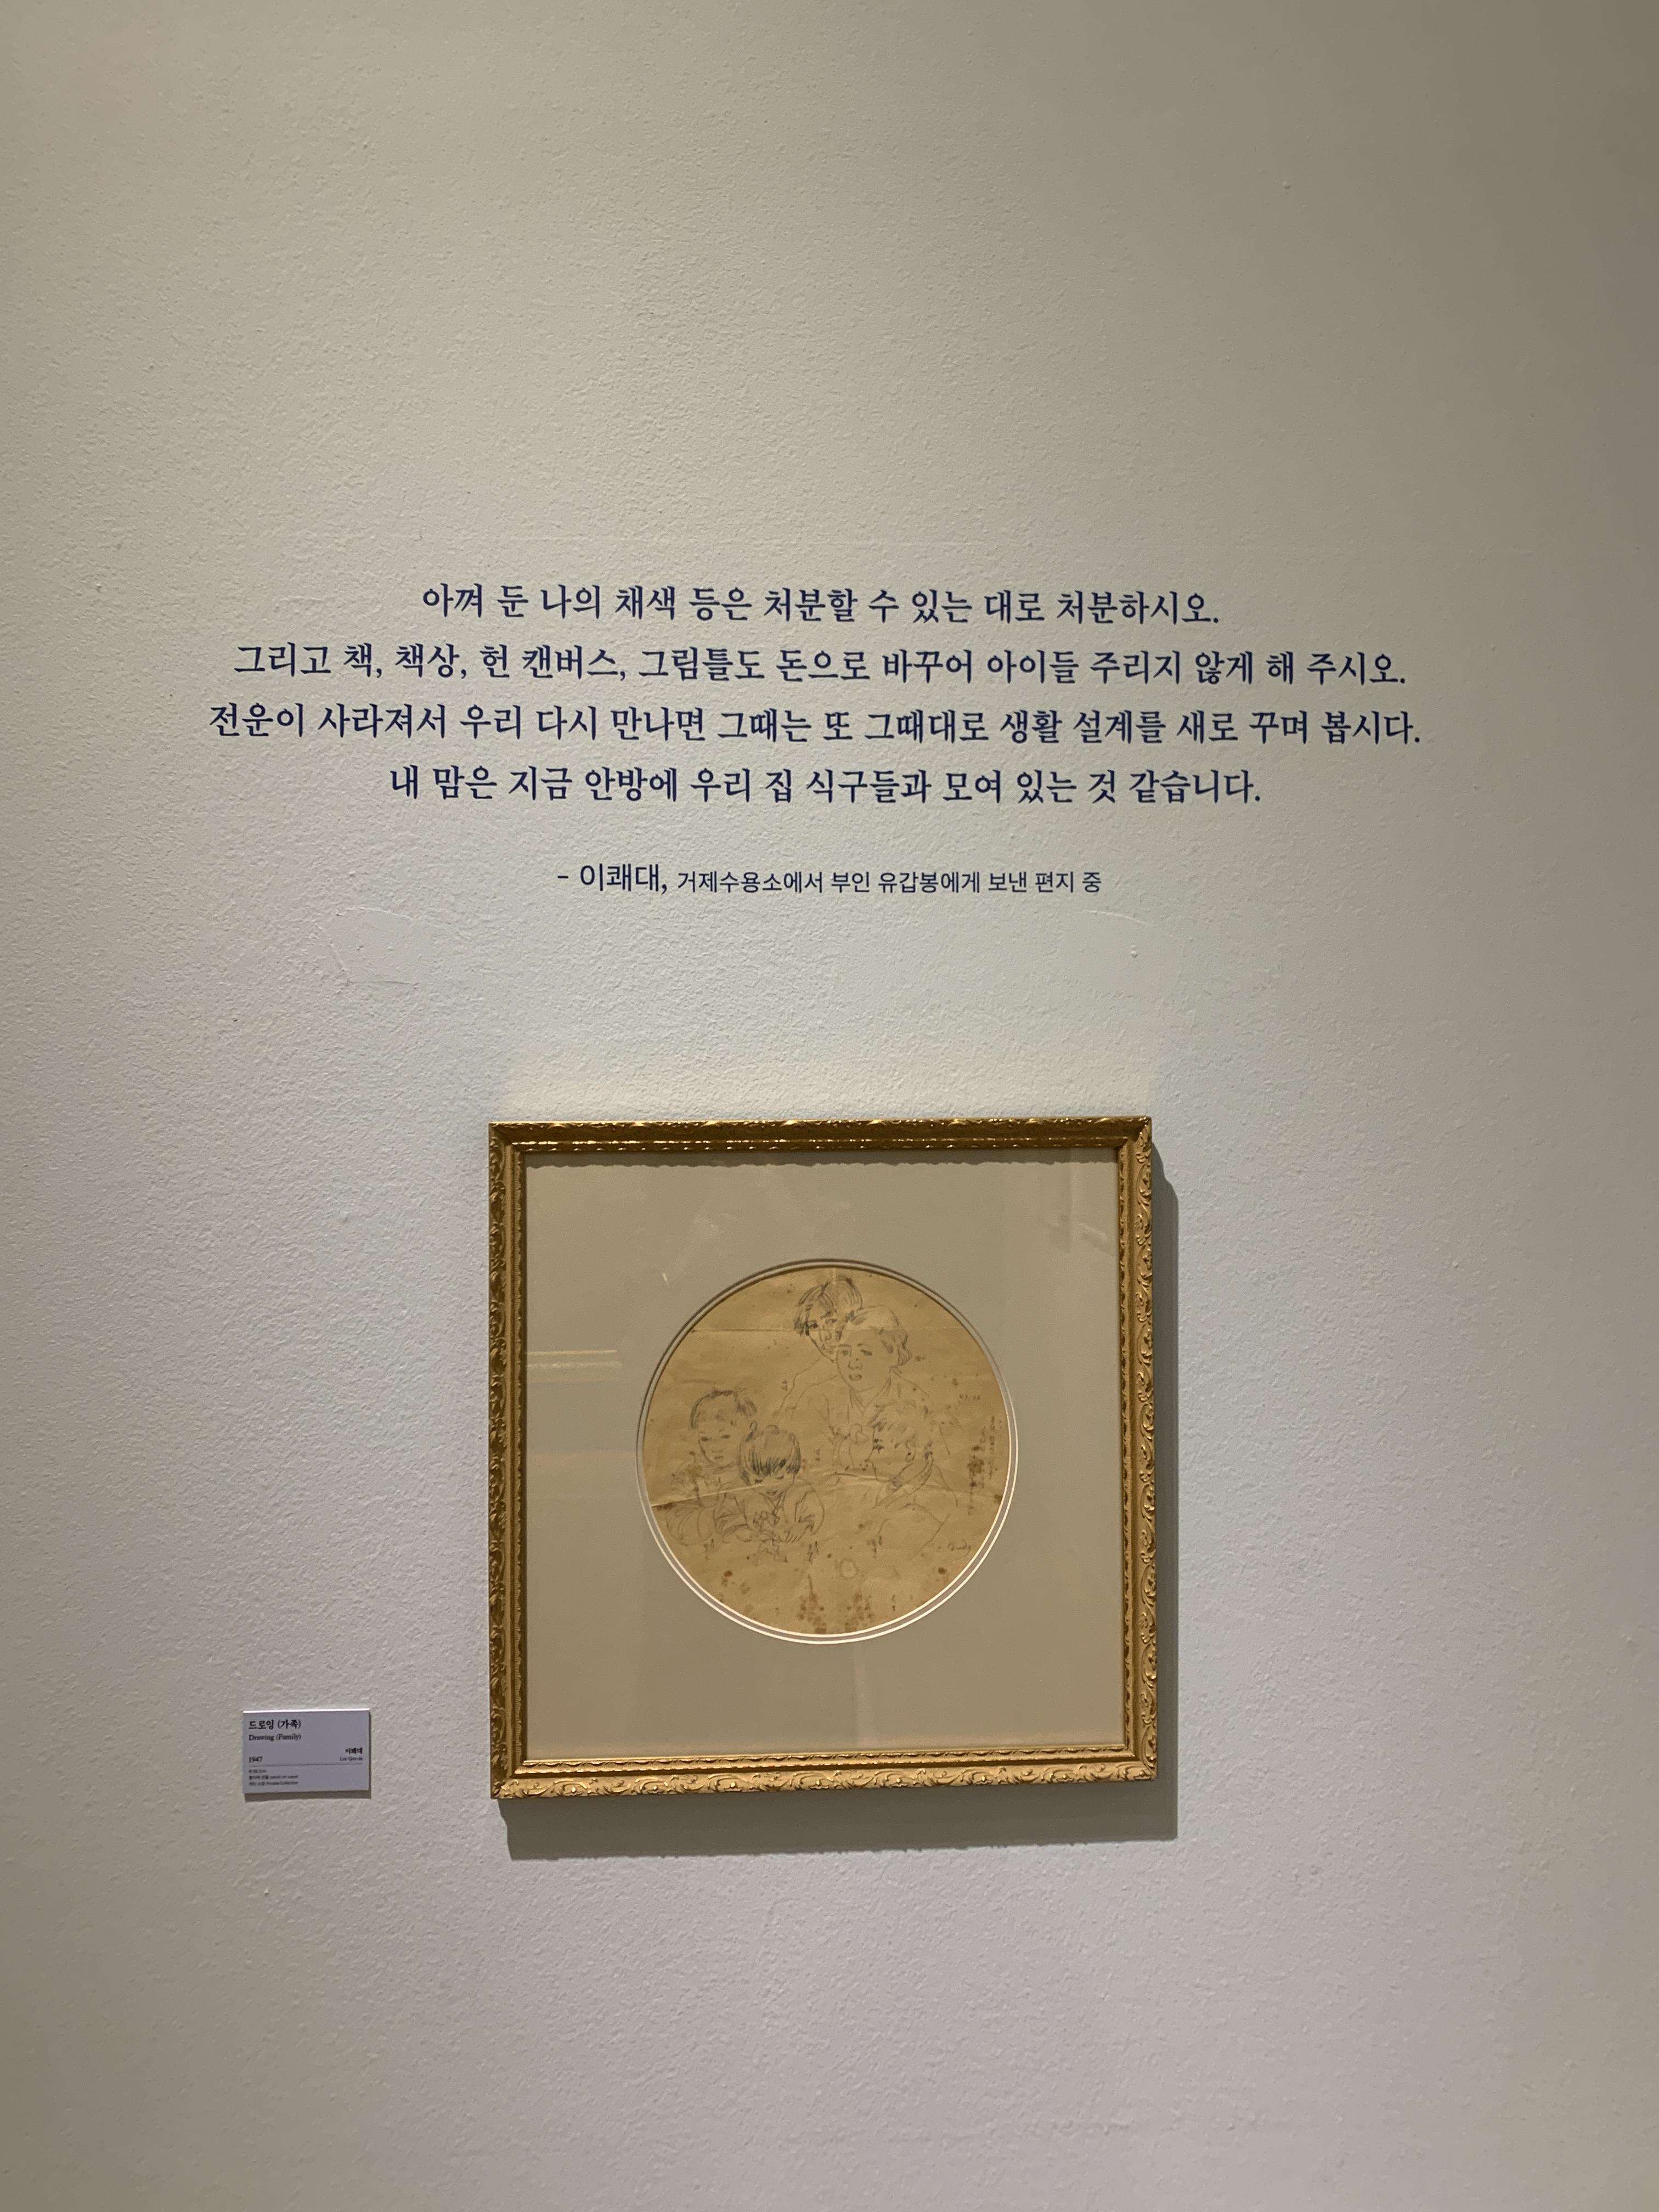 아껴 둔 나의 채색 등은 처분할 수 있는 대로 처분하시오.
그리고 책, 책상, 헌 캔버스, 그림틀도 돈으로 바꾸어 아이들 주리지 않게 해 주시오.
전운이 사라져서 우리 다시 만나면 그때는 또 그때대로 생활 설계를 새로 꾸며 봅시다.
내 맘은 지금 안방에 우리 집 식구들과 모여 있는 것 같습니다.
- 이쾌대, 거제수용소에서 부인 유갑봉에게 보낸 편지 중
드로잉 (가족)
Drawing (Family)
이쾌대
1947